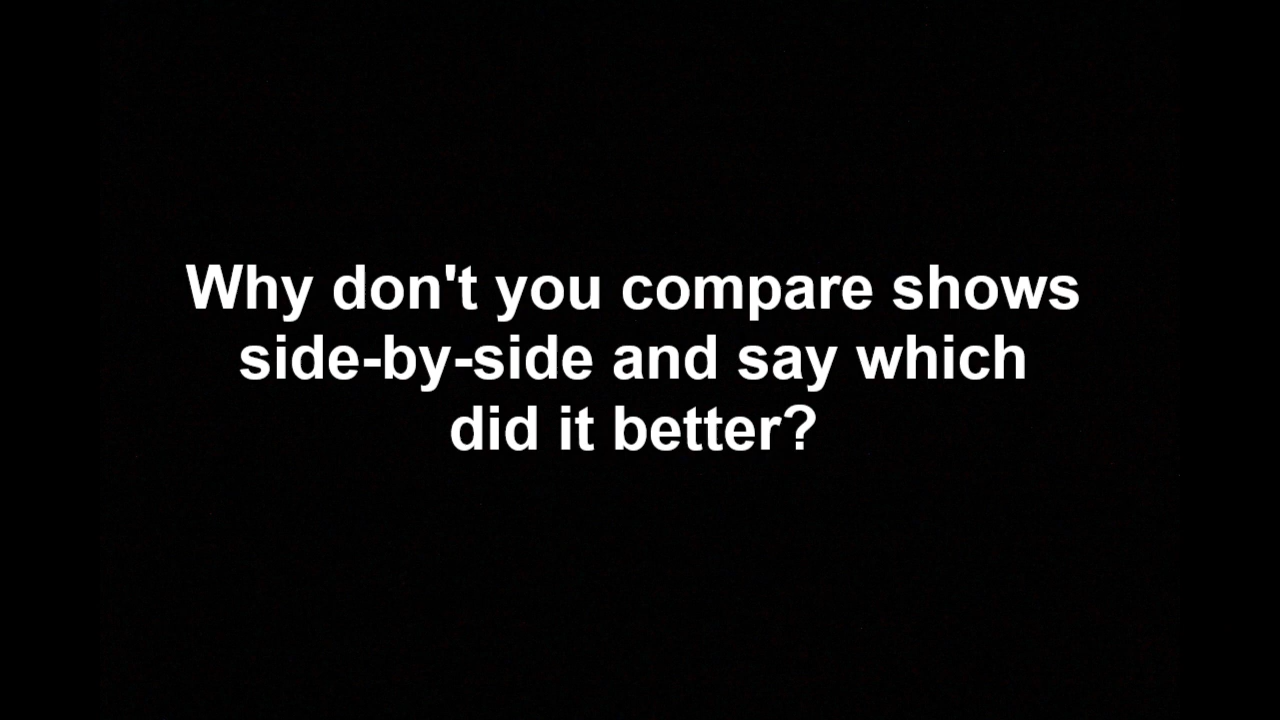 Why don't you compare shows
side-by-side and say which
did it better?